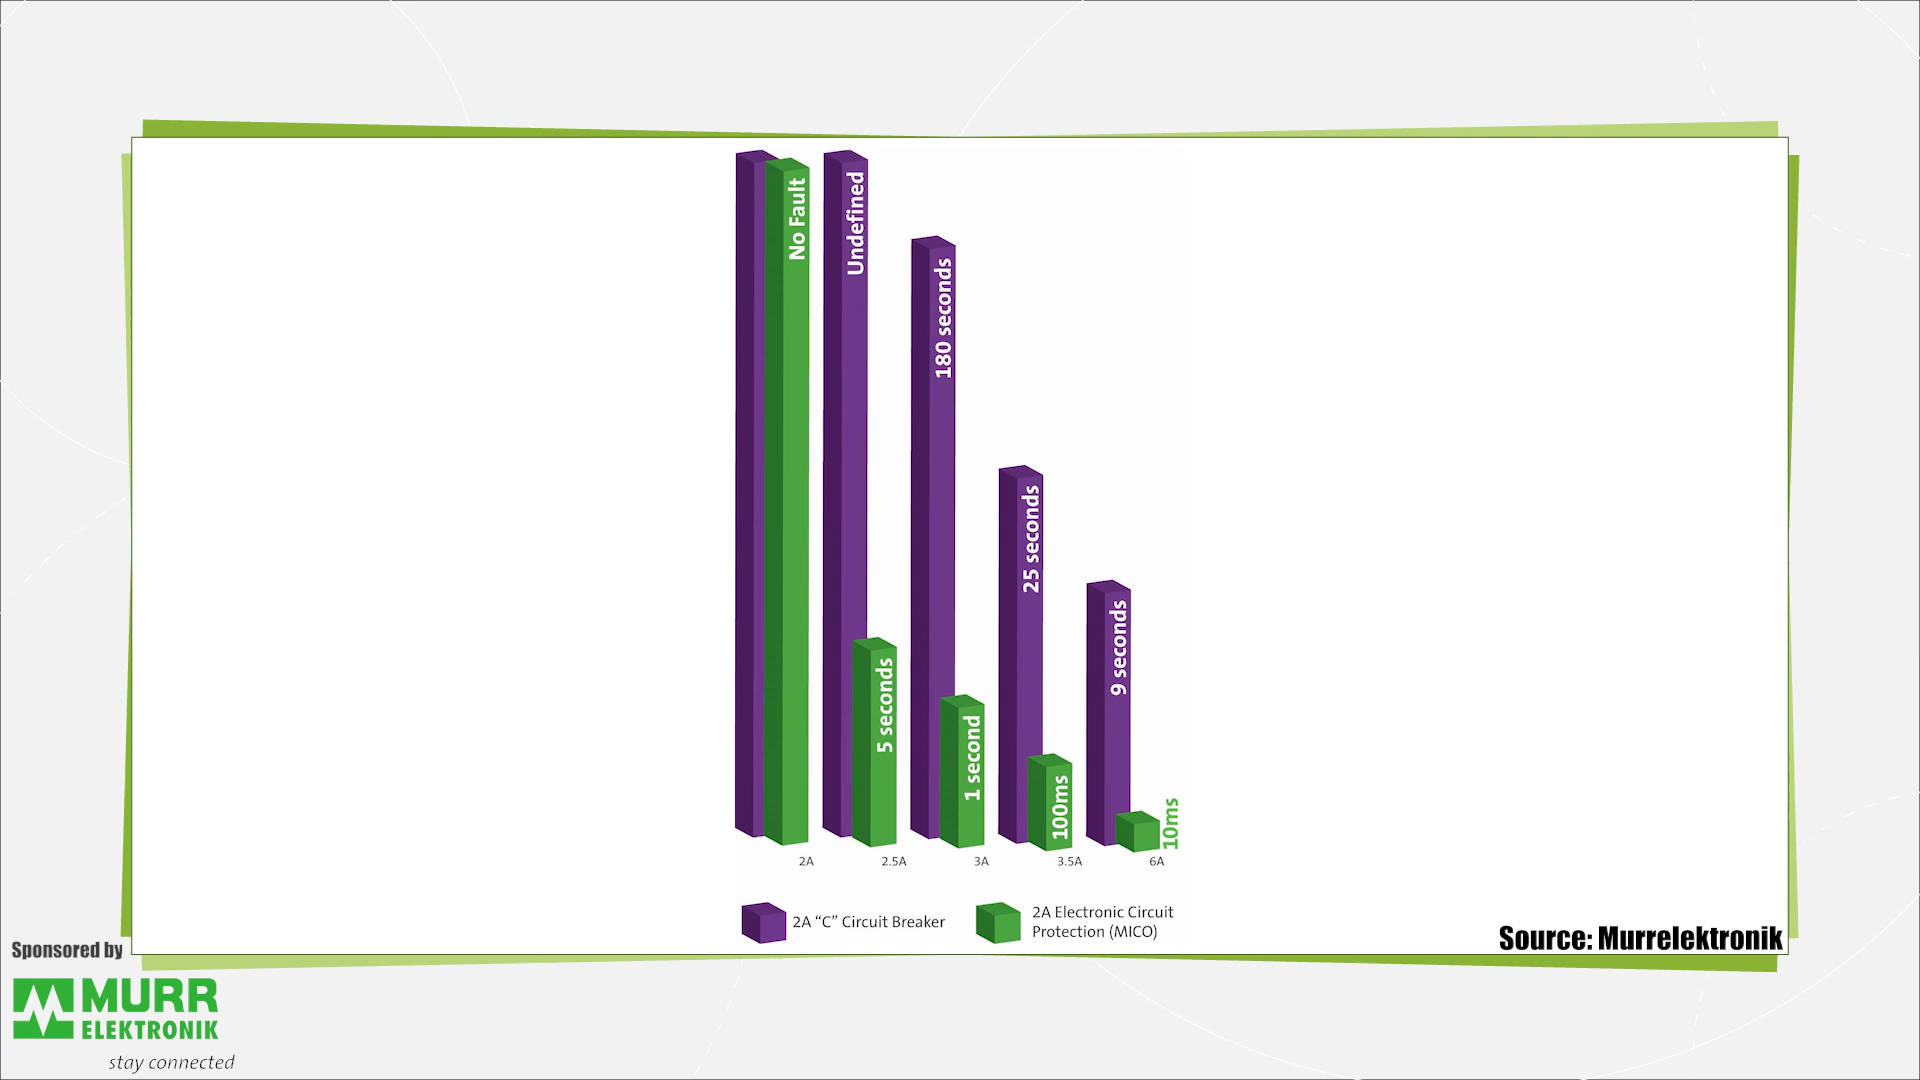 No Fault
Undefined
180 seconds
25 seconds
9 seconds
5 seconds
1 second
100ms
10ms
2A
2.5A
3A
3.5A
6A
2A “C” Circuit Breaker
2A Electronic Circuit
Protection (MICO)
Source: Murrelektronik
Sponsored by
MURR
ELEKTRONIK
stay connected